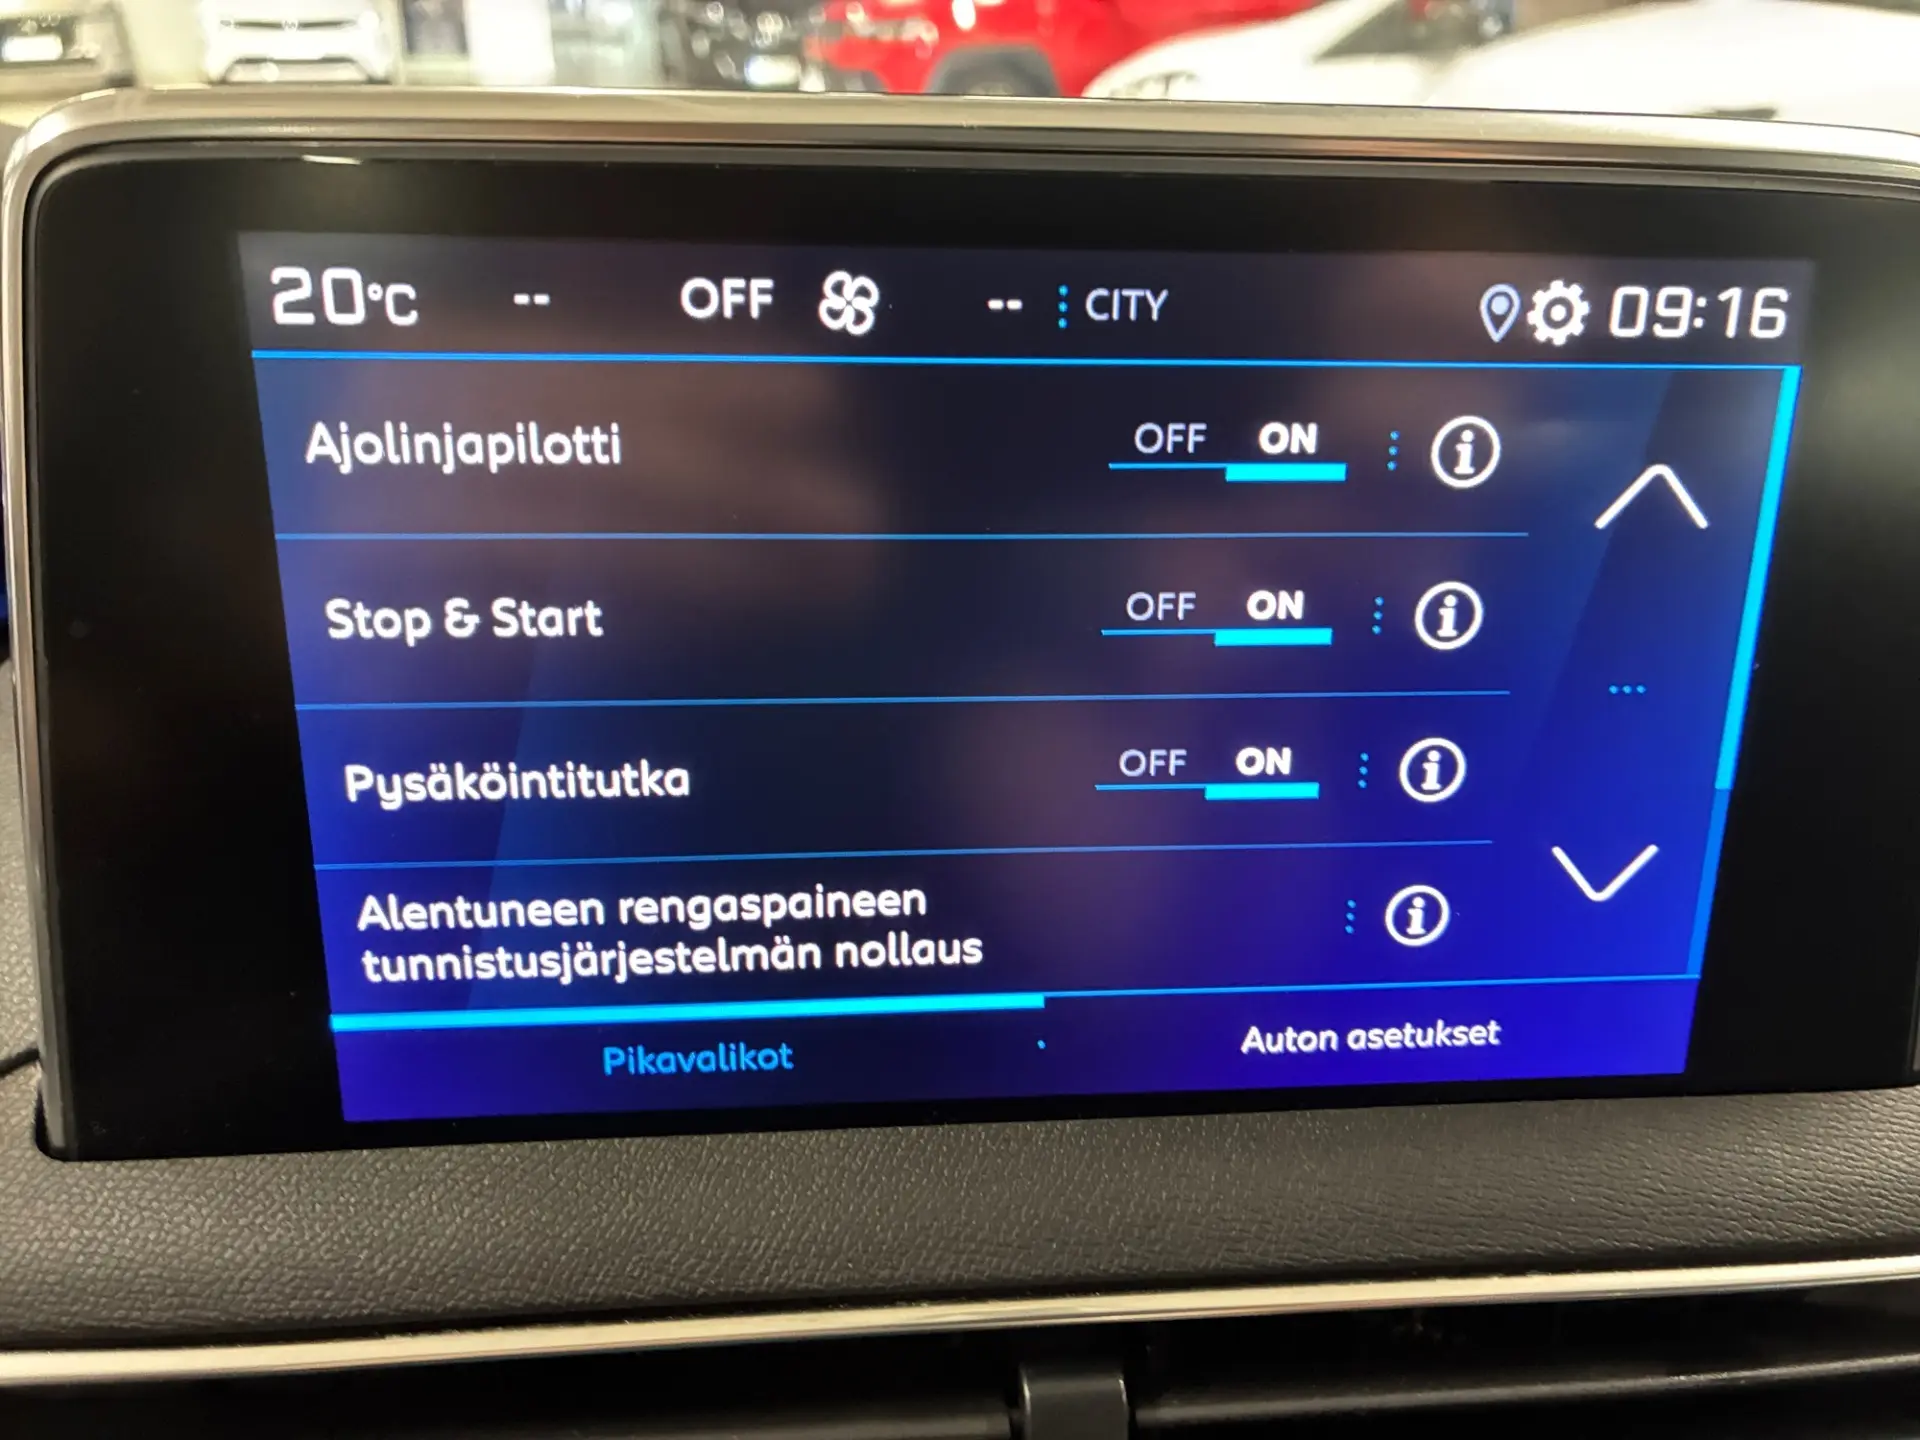 20°C -- OFF -- CITY 09:16
Ajolinjapilotti OFF ON
Stop & Start OFF ON
Pysäköintitutka OFF ON
Alentuneen rengaspaineen
tunnistusjärjestelmän nollaus
Pikavalikot Auton asetukset